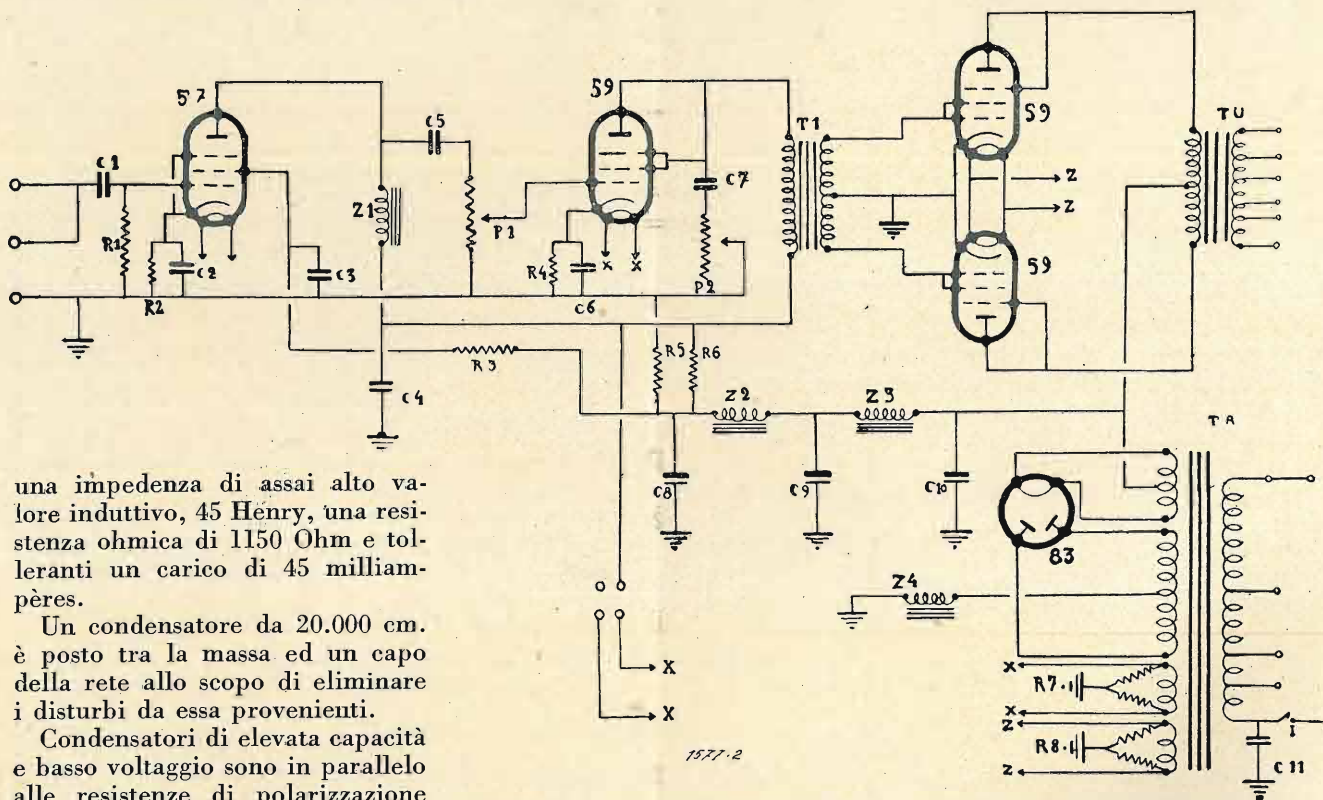 57
59
59
59
83
C1
C2
C3
C4
C5
C6
C7
C8
C9
C10
C11
R1
R2
R3
R4
R5
R6
R7
R8
P1
P2
Z1
Z2
Z3
Z4
T1
TU
TA
I
x x
Z
Z
X
X
x
x
z
z
1577-2
una impedenza di assai alto va-
lore induttivo, 45 Henry, una resi-
stenza ohmica di 1150 Ohm e tol-
leranti un carico di 45 milliam-
pères.
Un condensatore da 20.000 cm.
è posto tra la massa ed un capo
della rete allo scopo di eliminare
i disturbi da essa provenienti.
Condensatori di elevata capacità
e basso voltaggio sono in parallelo
alle resistenze di polarizzazione